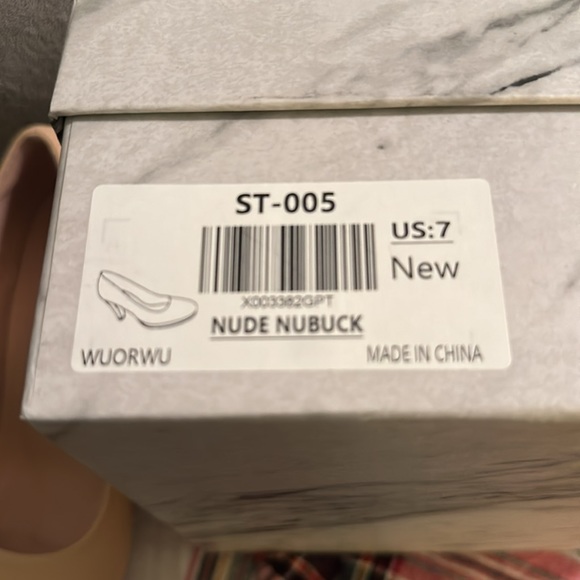 ST-005
US:7
New
X003382GPT
NUDE NUBUCK
WUORWU
MADE IN CHINA